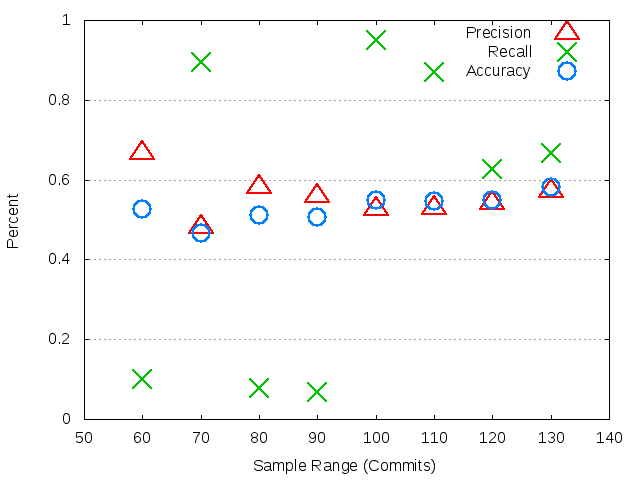 1
Precision
Recall
Accuracy
0.8
0.6
Percent
0.4
0.2
0
50 60 70 80 90 100 110 120 130 140
Sample Range (Commits)